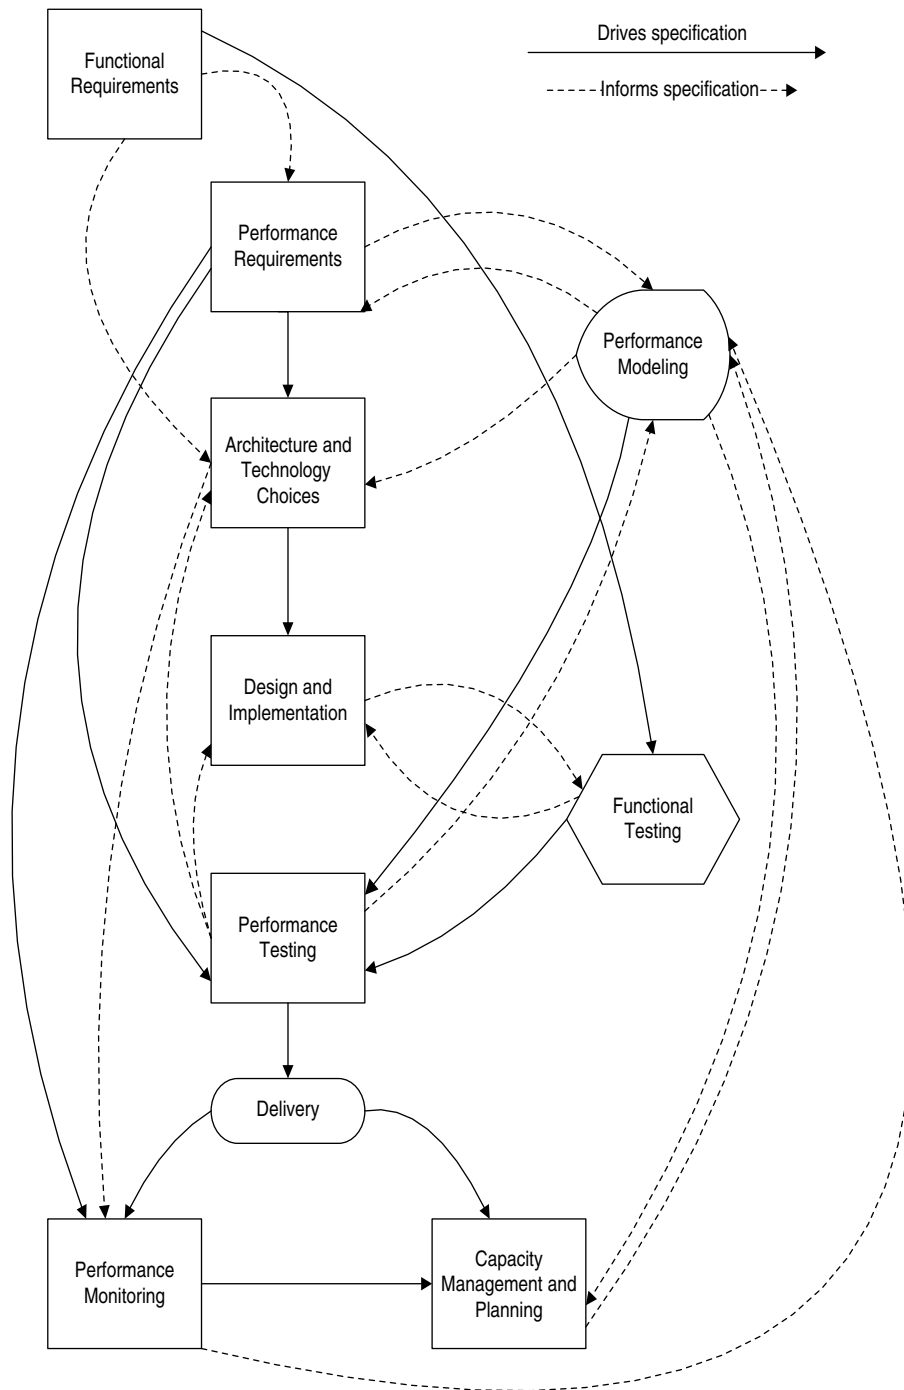 Functional
Requirements
Drives specification
Informs specification
Performance
Requirements
Performance
Modeling
Architecture and
Technology
Choices
Design and
Implementation
Functional
Testing
Performance
Testing
Delivery
Performance
Monitoring
Capacity
Management and
Planning